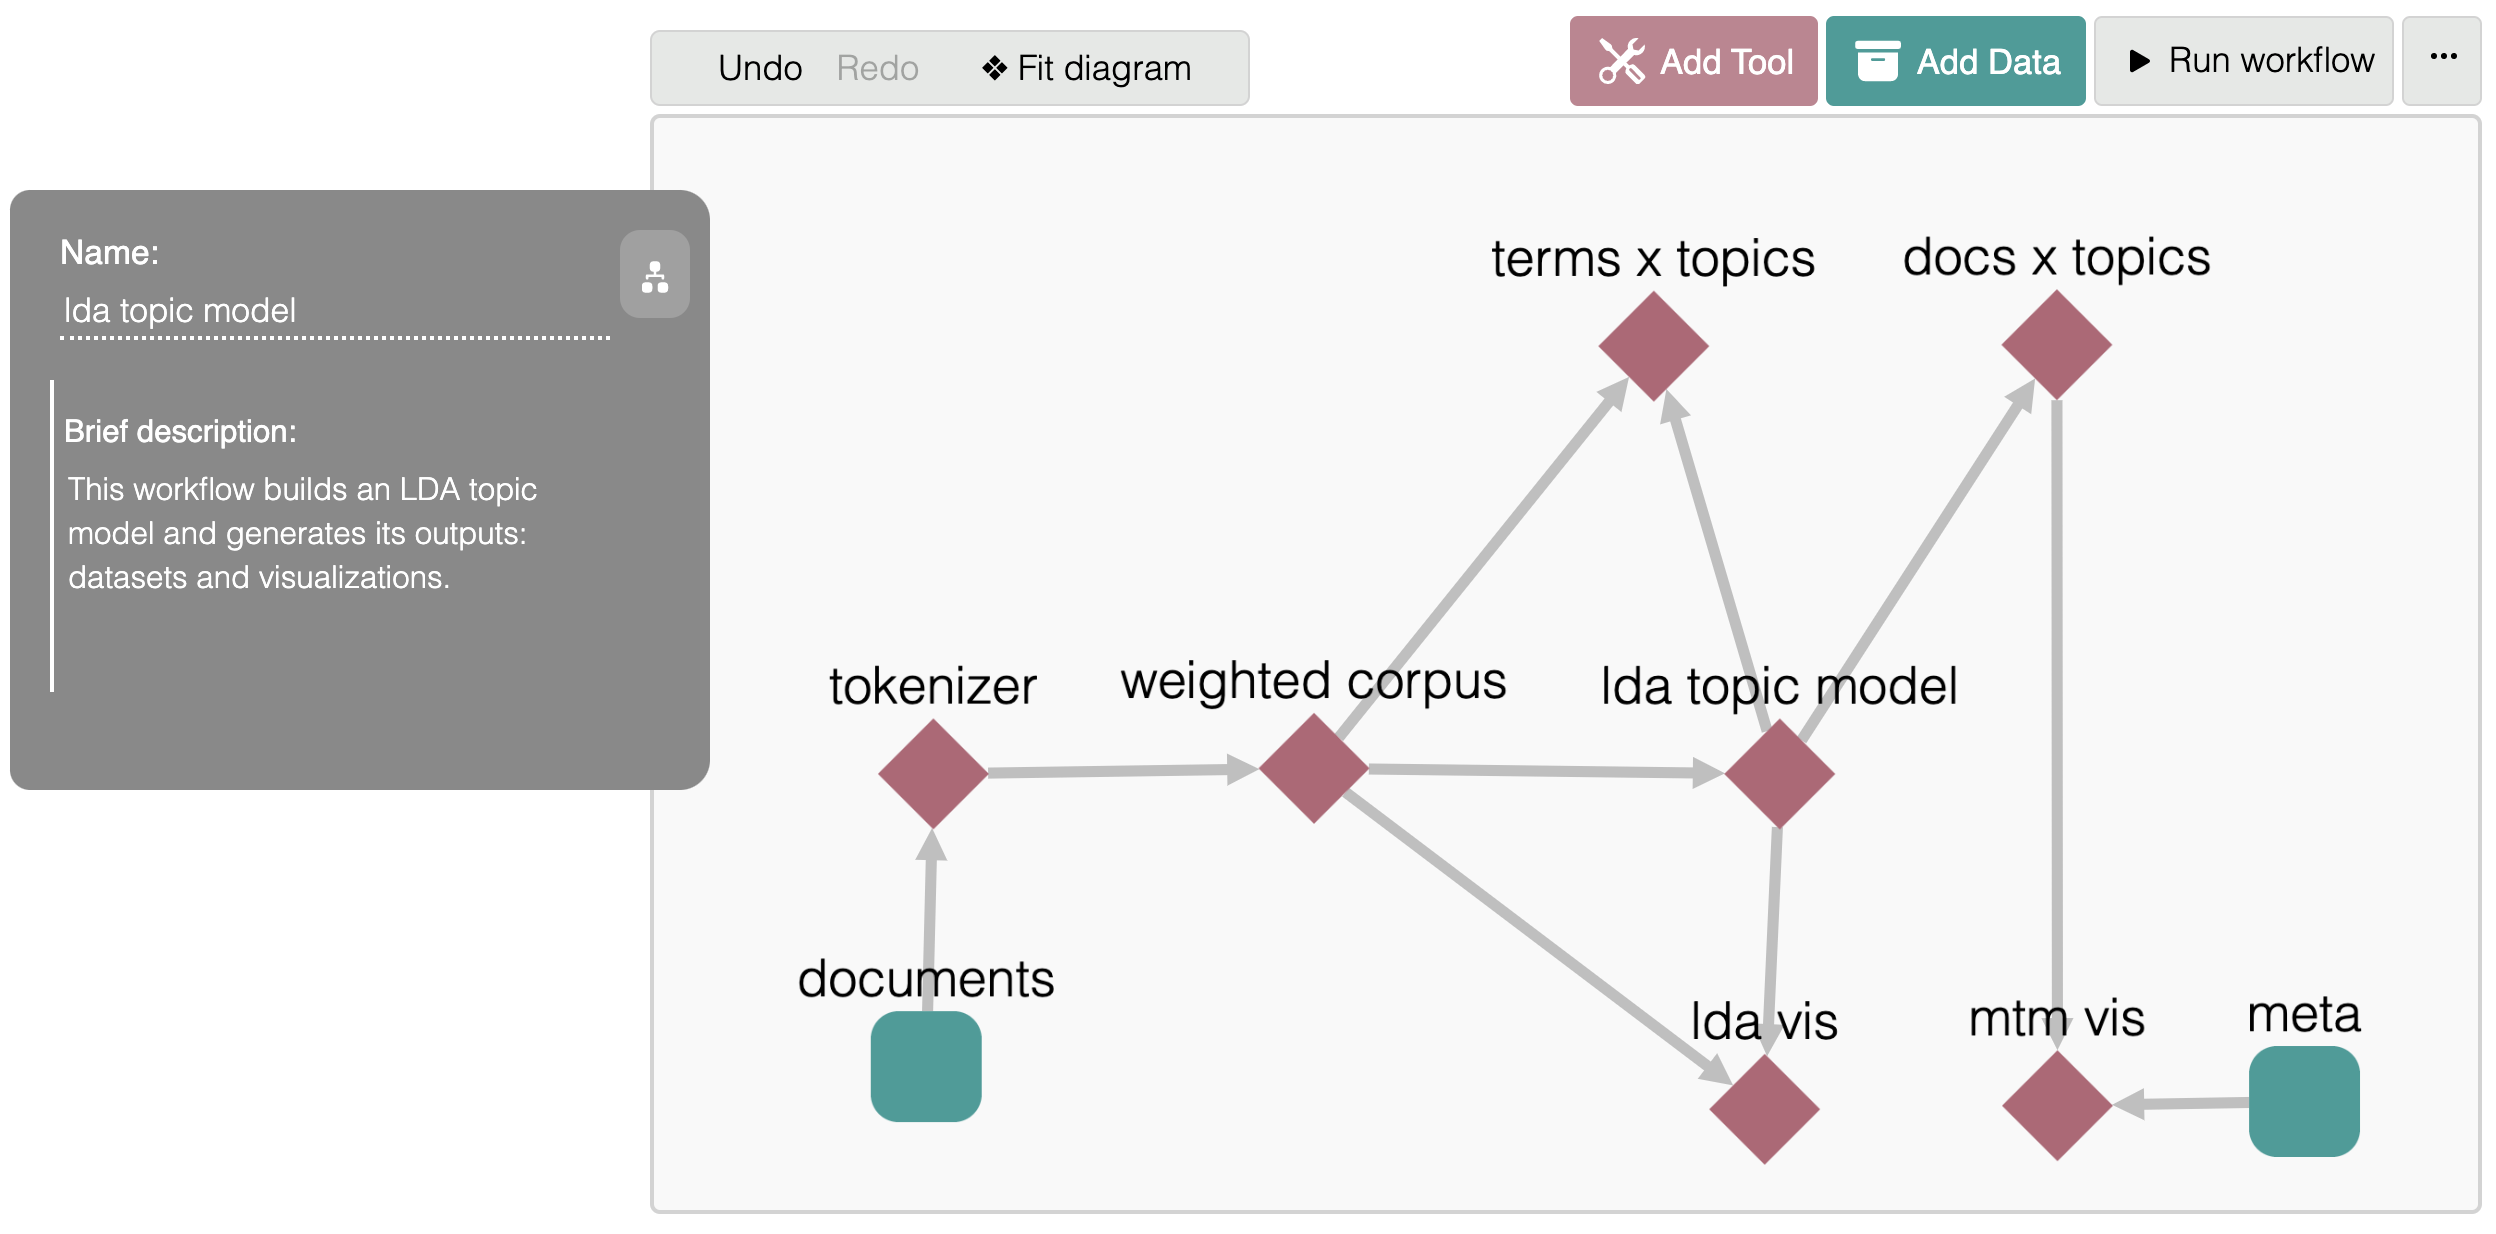 Undo Redo ❖ Fit diagram
Add Tool
Add Data
Run workflow
•••
Name:
lda topic model
Brief description:
This workflow builds an LDA topic
model and generates its outputs:
datasets and visualizations.
terms x topics
docs x topics
tokenizer
weighted corpus
lda topic model
documents
lda vis
mtm vis
meta